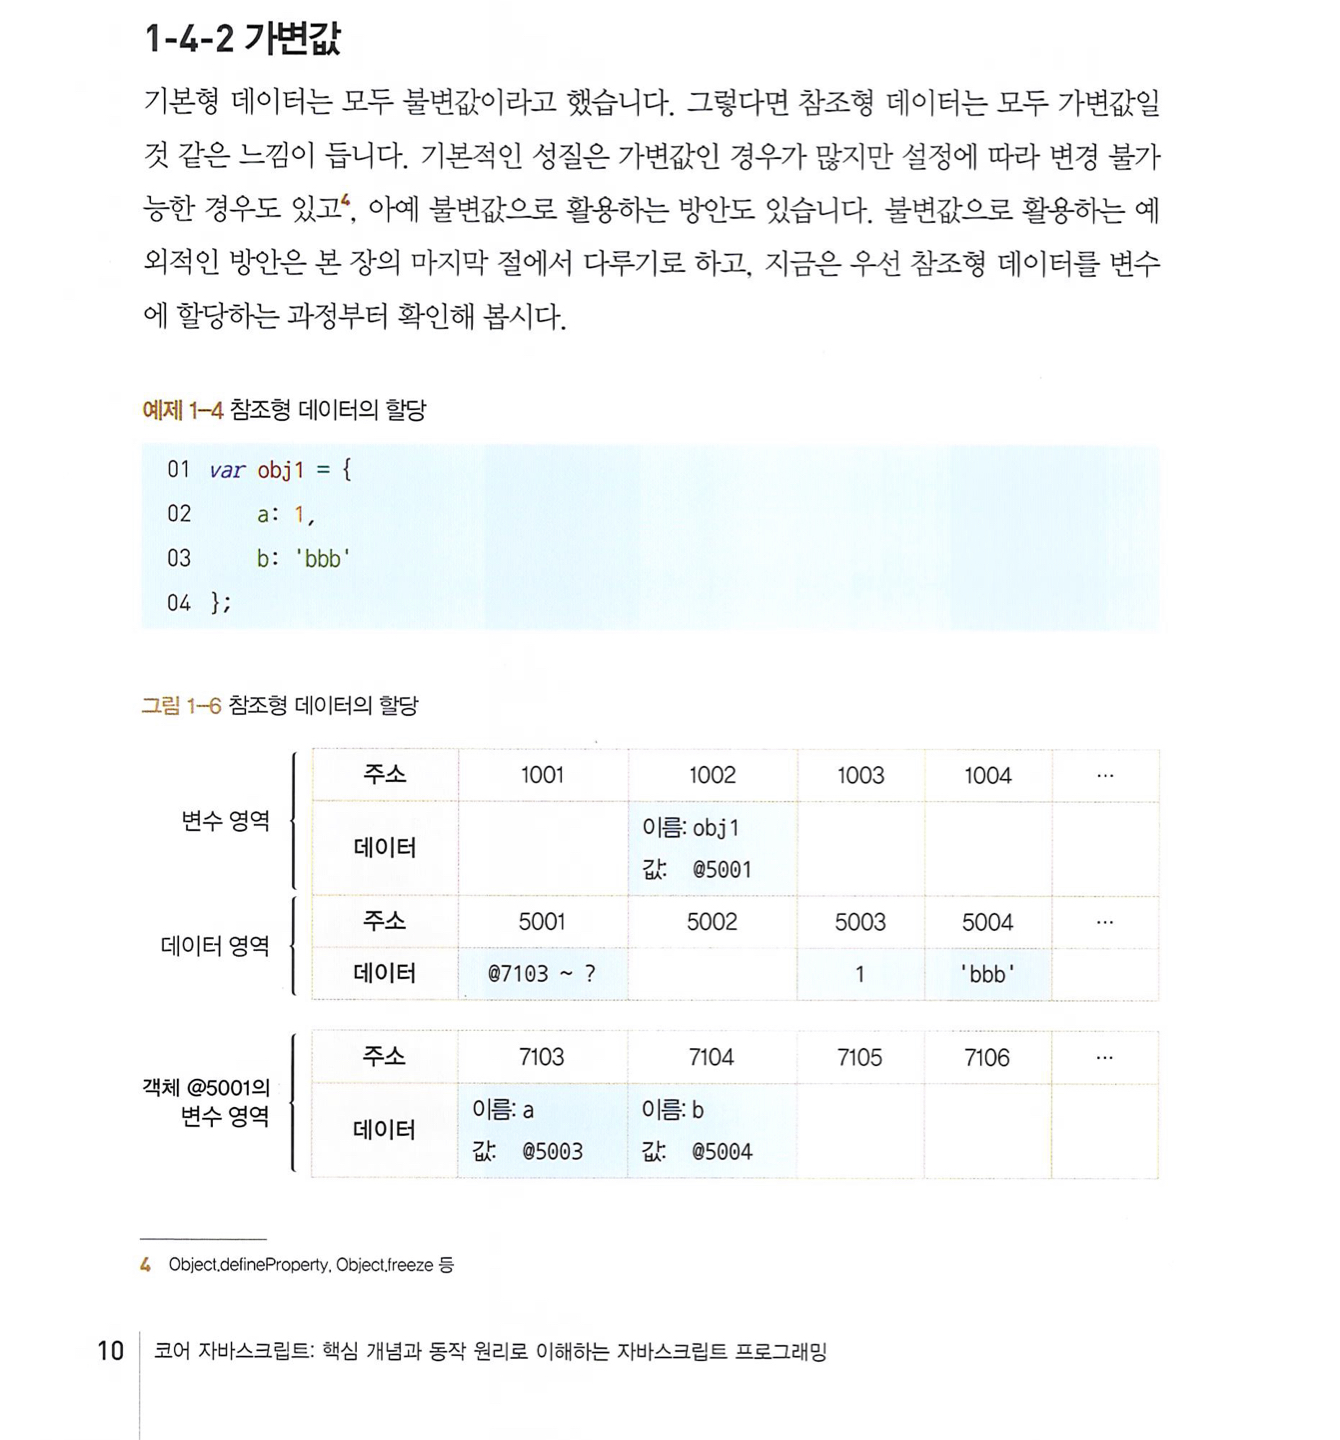 1-4-2 가변값
기본형 데이터는 모두 불변값이라고 했습니다. 그렇다면 참조형 데이터는 모두 가변값일
것 같은 느낌이 듭니다. 기본적인 성질은 가변값인 경우가 많지만 설정에 따라 변경 불가
능한 경우도 있고4, 아예 불변값으로 활용하는 방안도 있습니다. 불변값으로 활용하는 예
외적인 방안은 본 장의 마지막 절에서 다루기로 하고, 지금은 우선 참조형 데이터를 변수
에 할당하는 과정부터 확인해 봅시다.
예제 1-4 참조형 데이터의 할당
01 var obj1 = {
02 a: 1,
03 b: 'bbb'
04 };
그림 1-6 참조형 데이터의 할당
변수 영역
주소 1001 1002 1003 1004 ...
데이터
이름: obj1
값: @5001
데이터 영역
주소 5001 5002 5003 5004 ...
데이터 @7103 ~ ? 1 'bbb'
객체 @5001의
변수 영역
주소 7103 7104 7105 7106 ...
데이터
이름: a 이름: b
값: @5003 값: @5004
4 Object.defineProperty, Object.freeze 등
10 코어 자바스크립트: 핵심 개념과 동작 원리로 이해하는 자바스크립트 프로그래밍